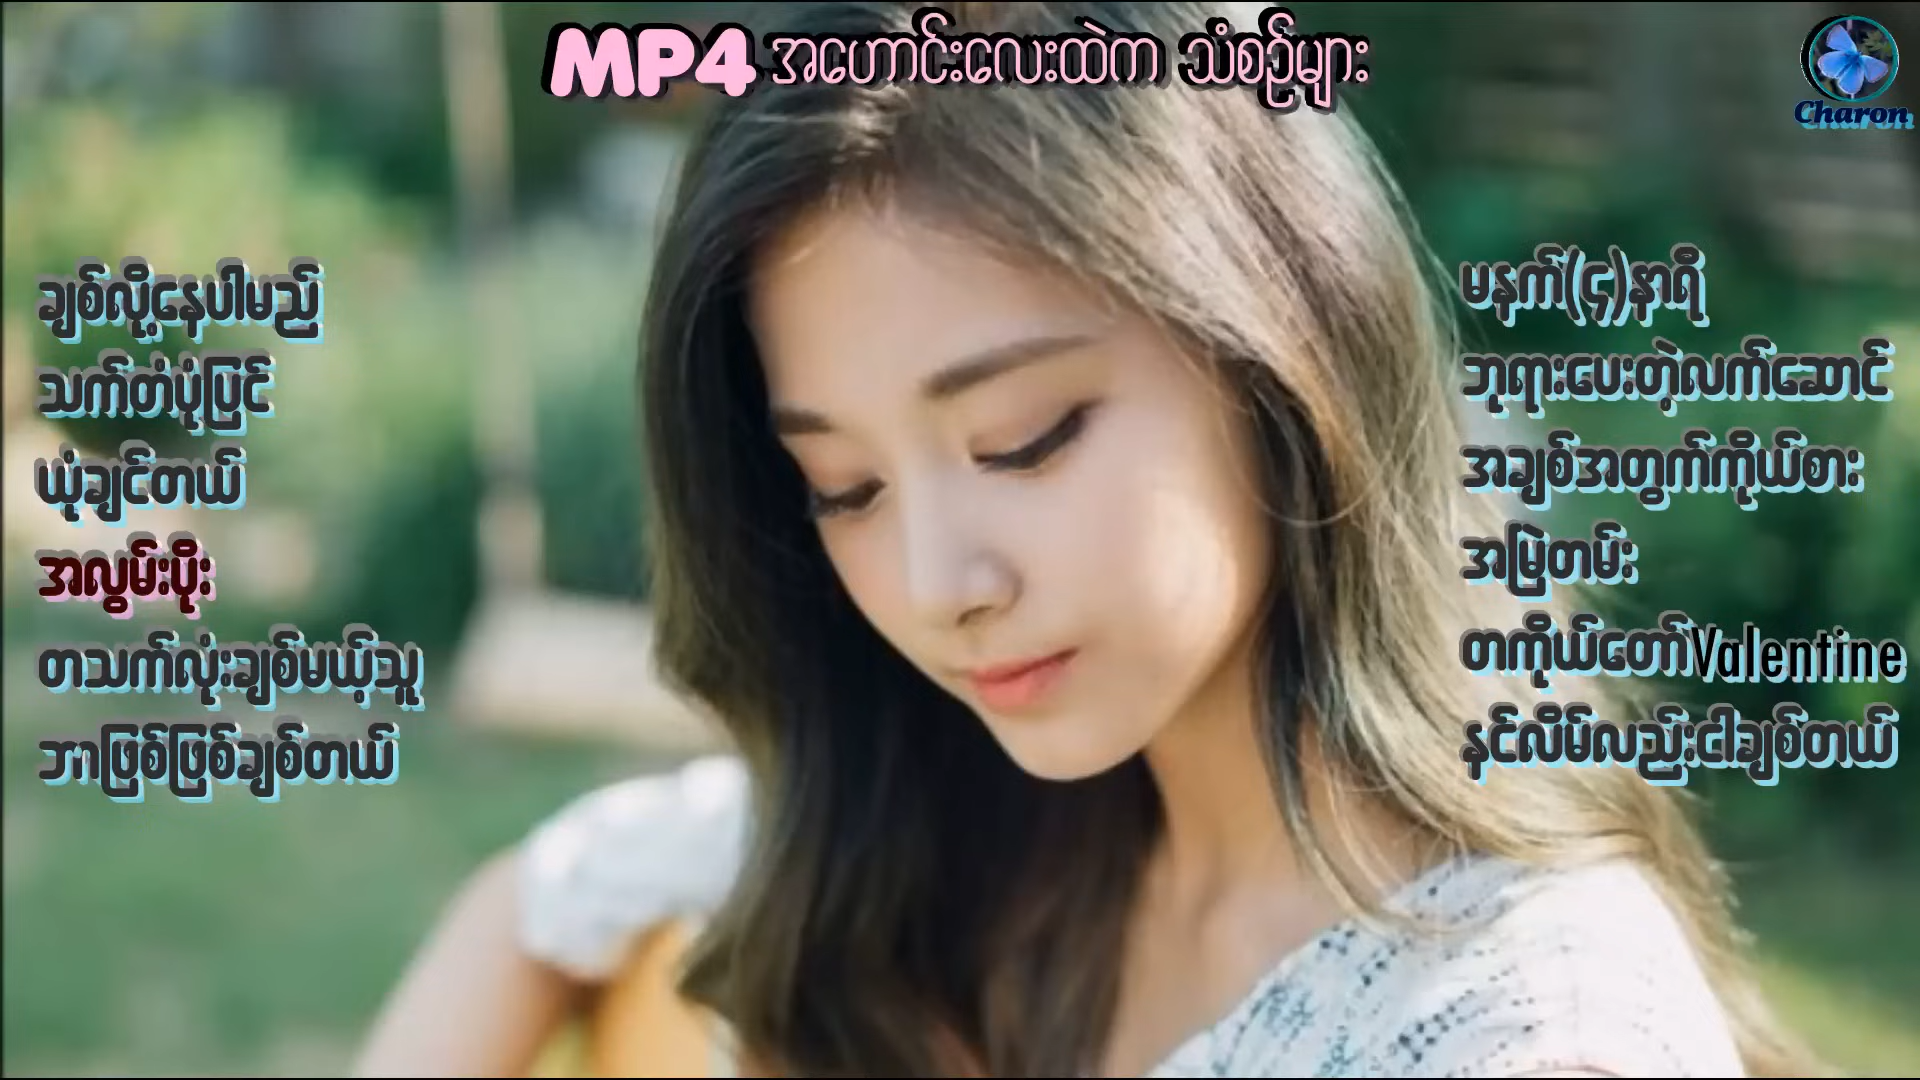 MP4 အဟောင်းလေးထဲက သံစဉ်များ
Charon
ချစ်လို့နေပါမည်
သက်တံပုံပြင်
ယုံချင်တယ်
အလွမ်းပိုး
တသက်လုံးချစ်မယ့်သူ
ဘာဖြစ်ဖြစ်ချစ်တယ်
မနက်(၄)နာရီ
ဘုရားပေးတဲ့လက်ဆောင်
အချစ်အတွက်ကိုယ်စား
အမြဲတမ်း
တကိုယ်တော်Valentine
နင်လိမ်လည်းငါချစ်တယ်